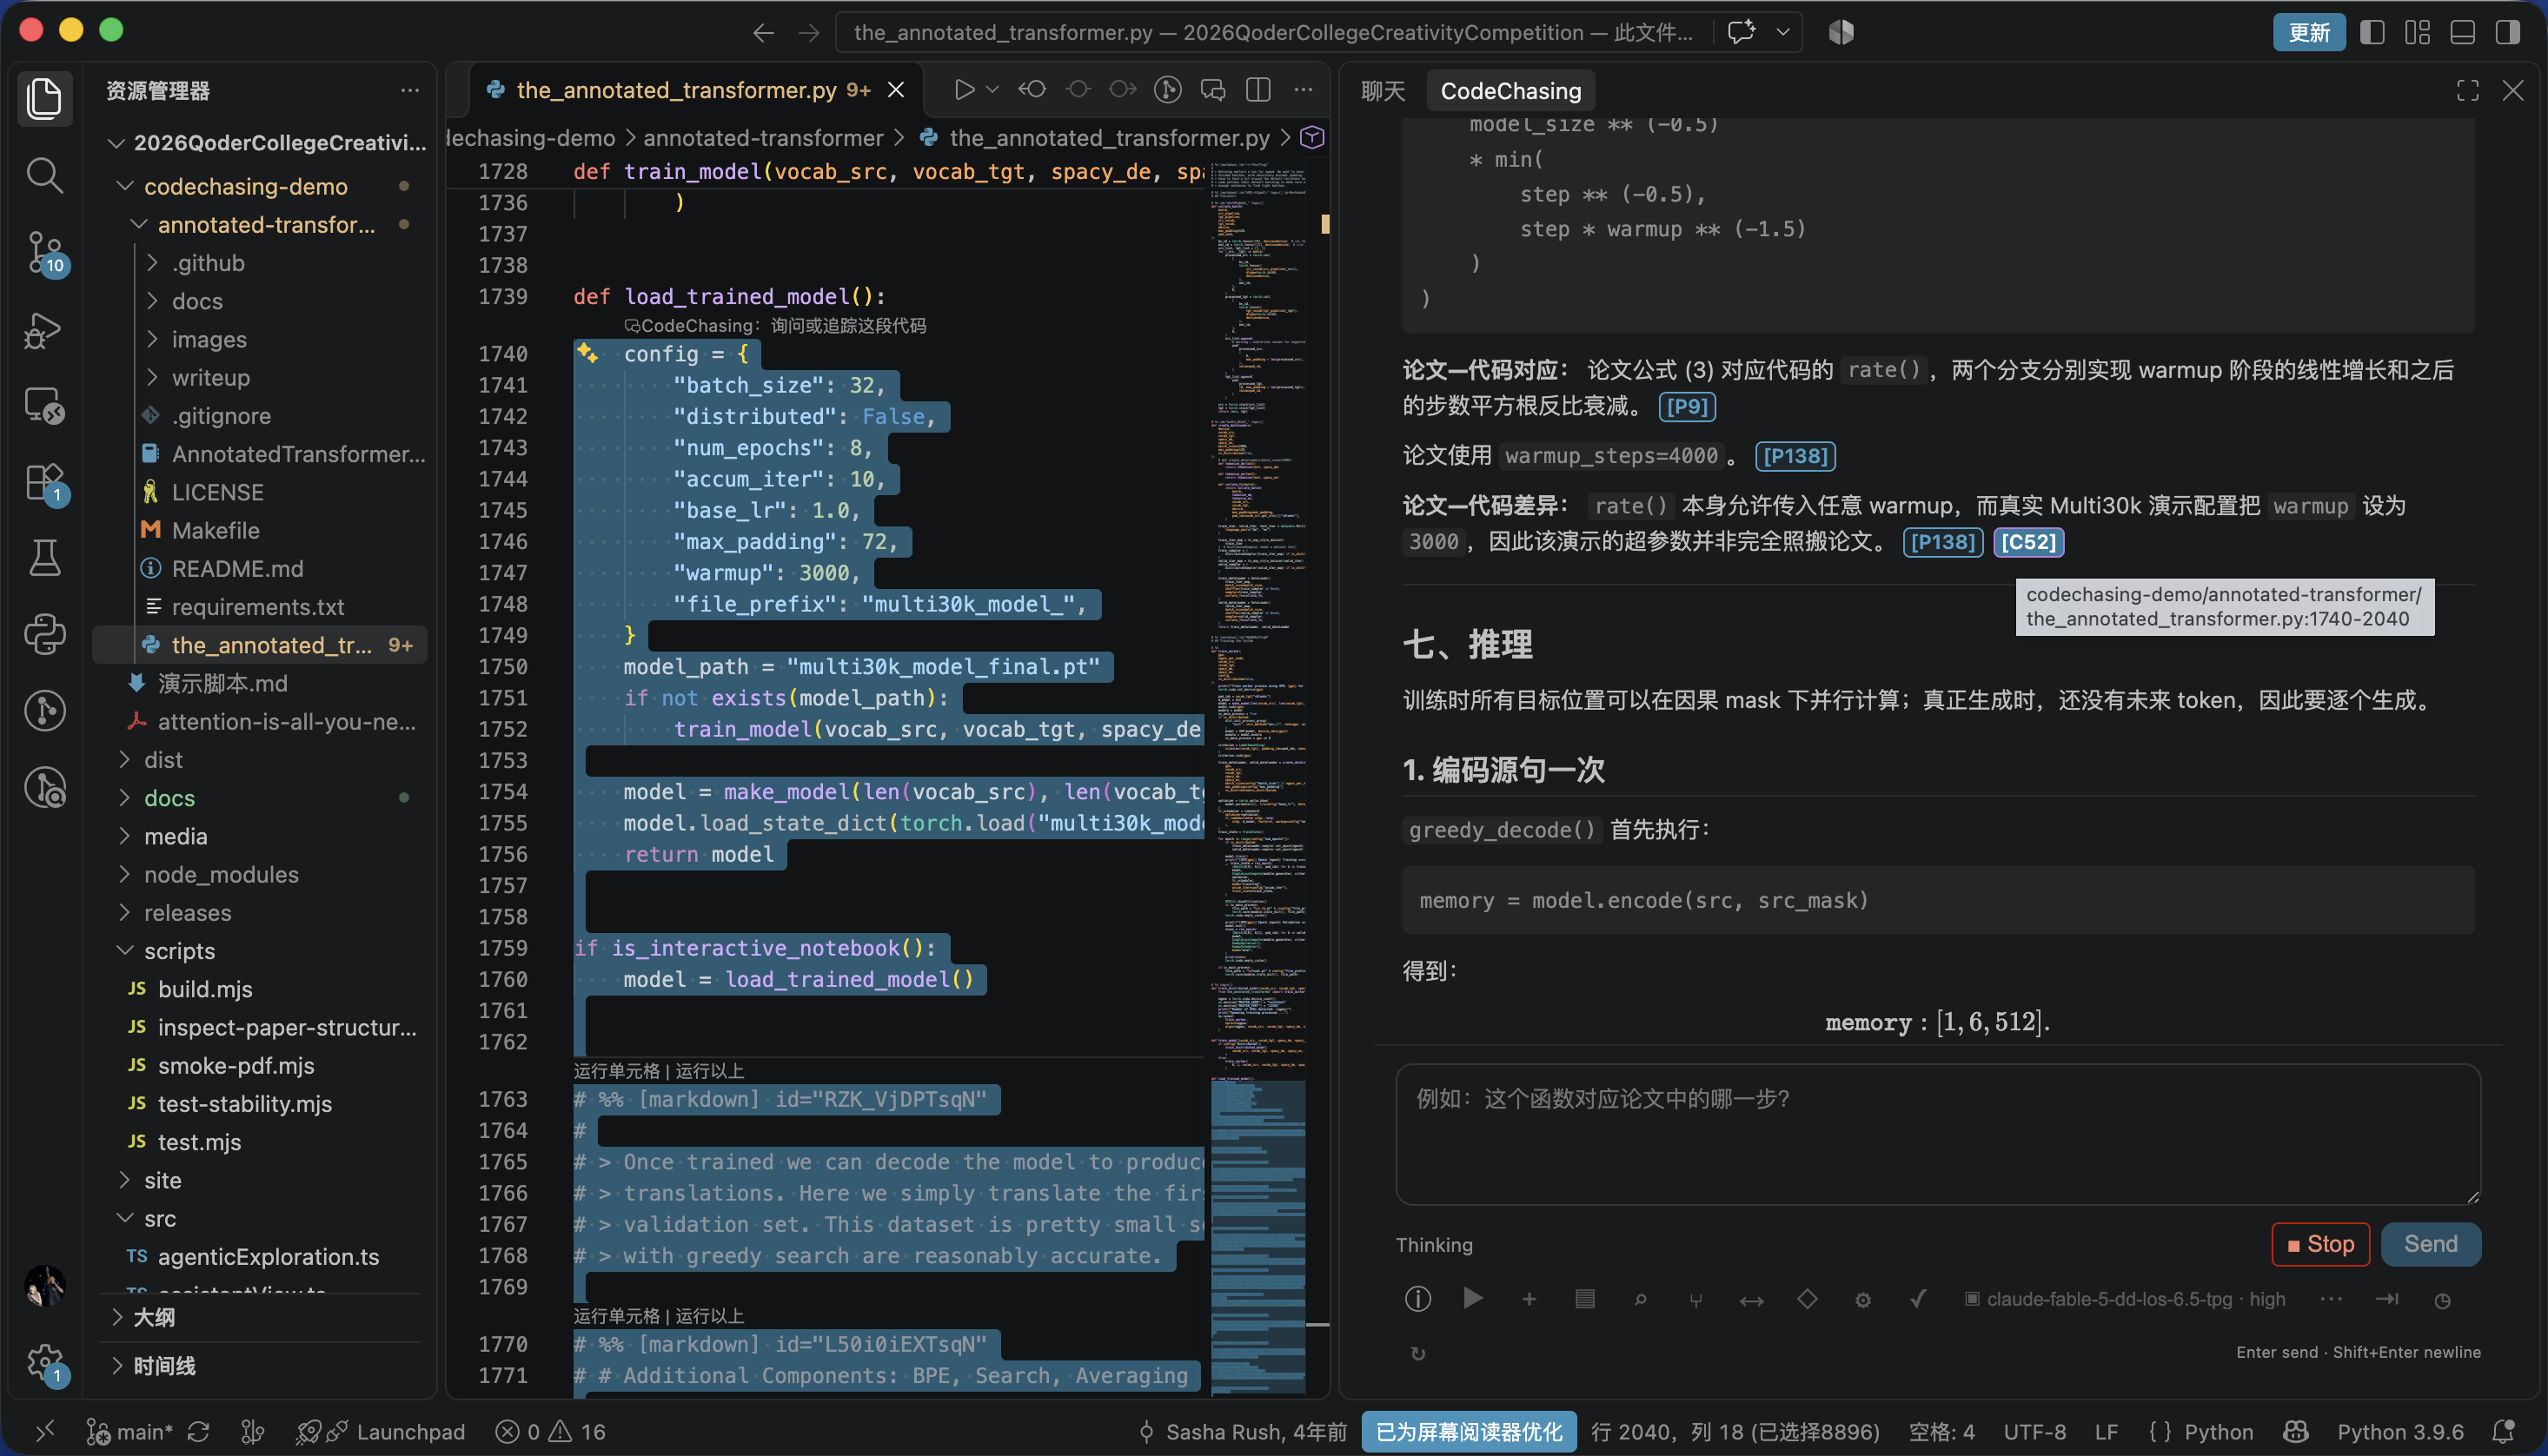 the_annotated_transformer.py — 2026QoderCollegeCreativityCompetition — 此文件...
更新
资源管理器
2026QoderCollegeCreativi...
codechasing-demo
annotated-transfor...
.github
docs
images
writeup
.gitignore
AnnotatedTransformer...
LICENSE
Makefile
README.md
requirements.txt
the_annotated_tr... 9+
演示脚本.md
attention-is-all-you-ne...
dist
docs
media
node_modules
releases
scripts
JS build.mjs
JS inspect-paper-structur...
JS smoke-pdf.mjs
JS test-stability.mjs
JS test.mjs
site
src
TS agenticExploration.ts
TS assistantView.ts
大纲
时间线
10
1
1
the_annotated_transformer.py 9+
dechasing-demo > annotated-transformer > the_annotated_transformer.py >
1728 def train_model(vocab_src, vocab_tgt, spacy_de, spa
1736 )
1737
1738
1739 def load_trained_model():
CodeChasing: 询问或追踪这段代码
1740 config = {
1741 "batch_size": 32,
1742 "distributed": False,
1743 "num_epochs": 8,
1744 "accum_iter": 10,
1745 "base_lr": 1.0,
1746 "max_padding": 72,
1747 "warmup": 3000,
1748 "file_prefix": "multi30k_model_",
1749 }
1750 model_path = "multi30k_model_final.pt"
1751 if not exists(model_path):
1752 train_model(vocab_src, vocab_tgt, spacy_de
1753
1754 model = make_model(len(vocab_src), len(vocab_tg
1755 model.load_state_dict(torch.load("multi30k_mode
1756 return model
1757
1758
1759 if is_interactive_notebook():
1760 model = load_trained_model()
1761
1762
运行单元格 | 运行以上
1763 # %% [markdown] id="RZK_VjDPTsqN"
1764 #
1765 # > Once trained we can decode the model to produc
1766 # > translations. Here we simply translate the fir
1767 # > validation set. This dataset is pretty small s
1768 # > with greedy search are reasonably accurate.
1769
运行单元格 | 运行以上
1770 # %% [markdown] id="L50i0iEXTsqN"
1771 # # Additional Components: BPE, Search, Averaging
聊天 CodeChasing
model_size ** (-0.5)
* min(
step ** (-0.5),
step * warmup ** (-1.5)
)
)
论文—代码对应： 论文公式 (3) 对应代码的 rate()，两个分支分别实现 warmup 阶段的线性增长和之后
的步数平方根反比衰减。 [P9]
论文使用 warmup_steps=4000 。 [P138]
论文—代码差异： rate() 本身允许传入任意 warmup，而真实 Multi30k 演示配置把 warmup 设为
3000，因此该演示的超参数并非完全照搬论文。 [P138] [C52]
codechasing-demo/annotated-transformer/
the_annotated_transformer.py:1740-2040
七、推理
训练时所有目标位置可以在因果 mask 下并行计算；真正生成时，还没有未来 token，因此要逐个生成。
1. 编码源句一次
greedy_decode() 首先执行：
memory = model.encode(src, src_mask)
得到：
memory : [1, 6, 512].
例如：这个函数对应论文中的哪一步?
Thinking
Stop Send
claude-fable-5-dd-los-6.5-tpg · high
Enter send · Shift+Enter newline
main* Launchpad 0 16
Sasha Rush, 4年前 已为屏幕阅读器优化 行 2040，列 18 (已选择8896) 空格: 4 UTF-8 LF {} Python Python 3.9.6